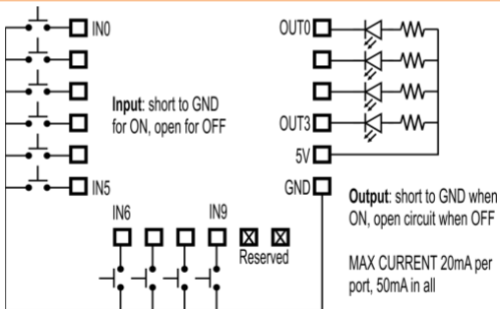 IN0
Input: short to GND
for ON, open for OFF
IN5
IN6
IN9
Reserved
OUT0
OUT3
5V
GND
Output: short to GND when
ON, open circuit when OFF
MAX CURRENT 20mA per
port, 50mA in all